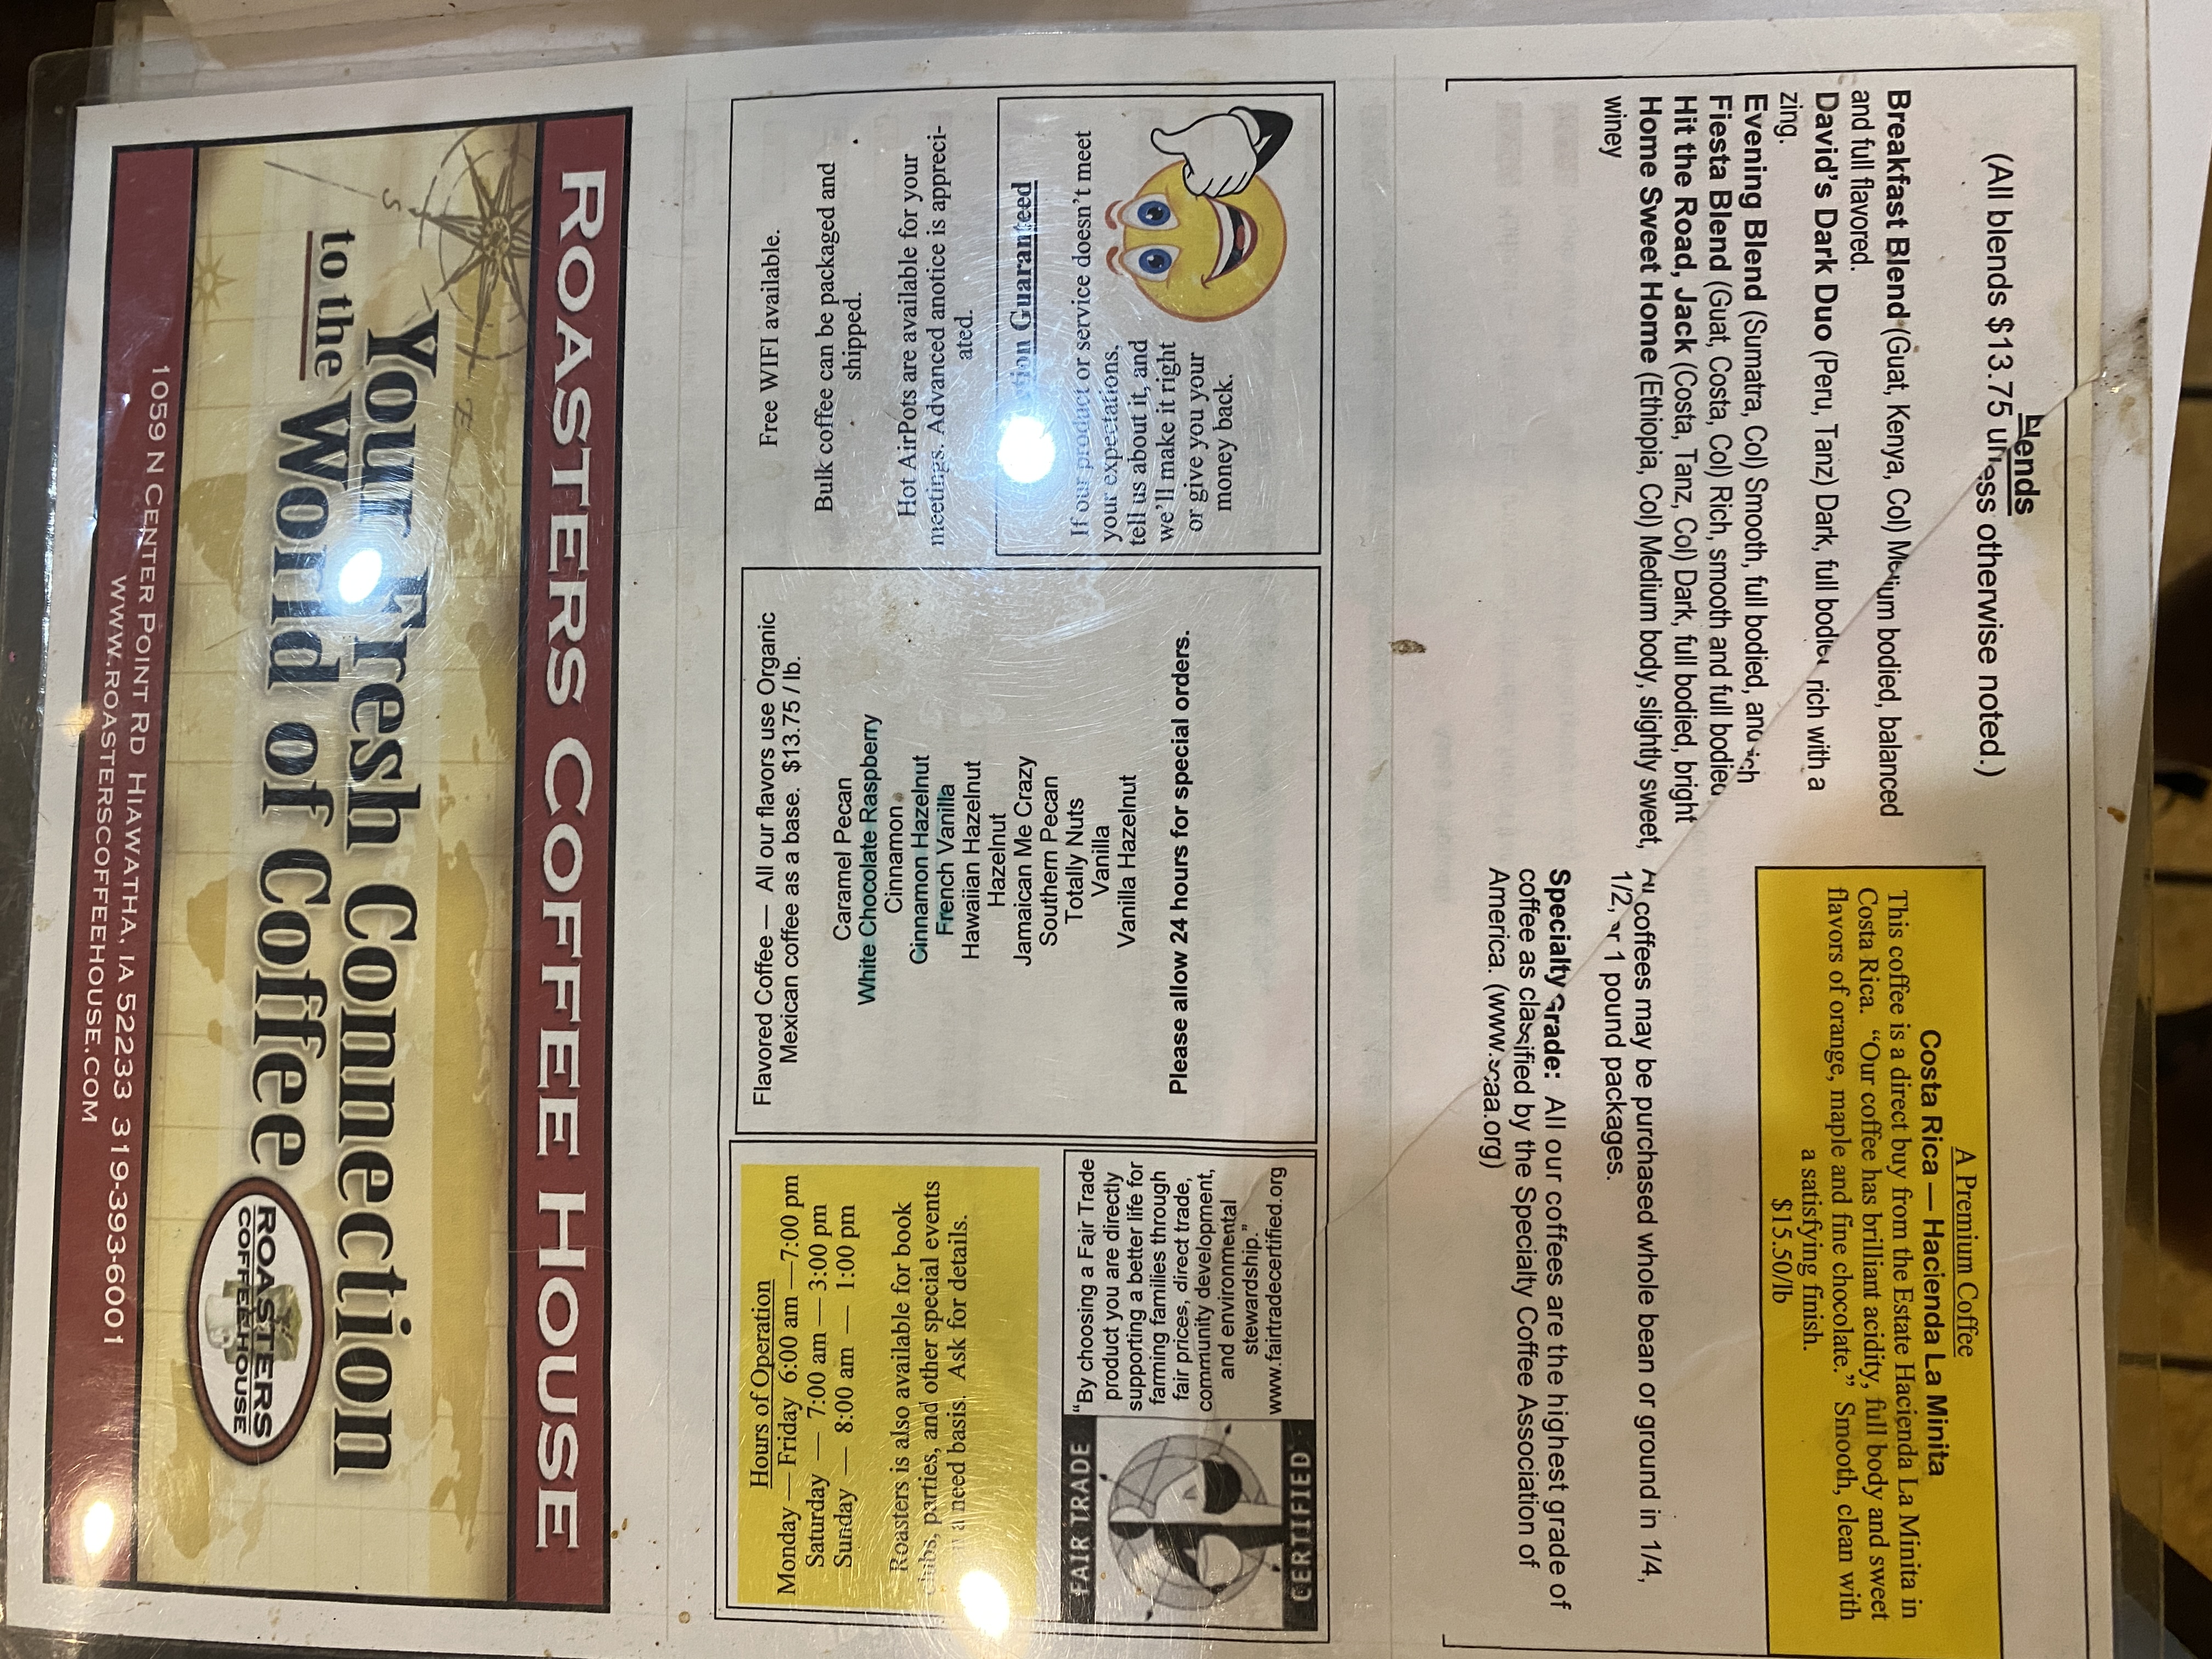 Blends
(All blends $13.75 unless otherwise noted.)
Breakfast Blend (Guat, Kenya, Col) Medium bodied, balanced
and full flavored.
David's Dark Duo (Peru, Tanz) Dark, full bodied rich with a
zing.
Evening Blend (Sumatra, Col) Smooth, full bodied, and rich
Fiesta Blend (Guat, Costa, Col) Rich, smooth and full bodied
Hit the Road, Jack (Costa, Tanz, Col) Dark, full bodied, bright
Home Sweet Home (Ethiopia, Col) Medium body, slightly sweet,
winey
A Premium Coffee
Costa Rica — Hacienda La Minita
This coffee is a direct buy from the Estate Hacienda La Minita in
Costa Rica. “Our coffee has brilliant acidity, full body and sweet
flavors of orange, maple and fine chocolate.” Smooth, clean with
a satisfying finish.
$15.50/lb
All coffees may be purchased whole bean or ground in 1/4,
1/2, or 1 pound packages.
Specialty Grade: All our coffees are the highest grade of
coffee as classified by the Specialty Coffee Association of
America. (www.scaa.org)
Free WIFI available.
Bulk coffee can be packaged and
shipped.
Hot AirPots are available for your
meetings. Advanced anotice is appreci-
ated.
Guaranteed
If our product or service doesn't meet
your expectations,
tell us about it, and
we'll make it right
or give you your
money back.
Flavored Coffee — All our flavors use Organic
Mexican coffee as a base. $13.75 / lb.
Caramel Pecan
White Chocolate Raspberry
Cinnamon
Cinnamon Hazelnut
French Vanilla
Hawaiian Hazelnut
Hazelnut
Jamaican Me Crazy
Southern Pecan
Totally Nuts
Vanilla
Vanilla Hazelnut
Please allow 24 hours for special orders.
Hours of Operation
Monday — Friday 6:00 am —7:00 pm
Saturday — 7:00 am — 3:00 pm
Sunday — 8:00 am — 1:00 pm
Roasters is also available for book
clubs, parties, and other special events
a need basis. Ask for details.
FAIR TRADE
CERTIFIED
“By choosing a Fair Trade
product you are directly
supporting a better life for
farming families through
fair prices, direct trade,
community development,
and environmental
stewardship.”
www.fairtradecertified.org
ROASTERS COFFEE HOUSE
S
E
Your Fresh Connection
to the World of Coffee
ROASTERS
COFFEE HOUSE
1059 N CENTER POINT RD HIAWATHA, IA 52233 319-393-6001
WWW.ROASTERSCOFFEEHOUSE.COM